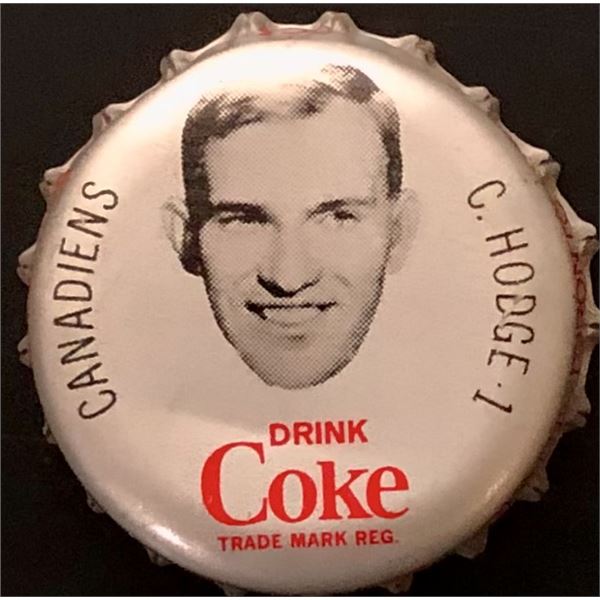 CANADIENS
C. HODGE·1
DRINK
Coke
TRADE MARK REG.